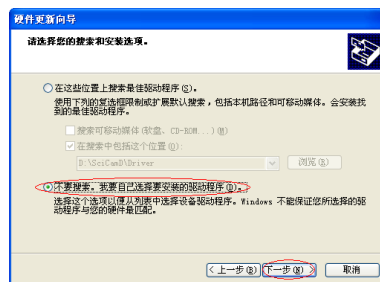 硬件更新向导
请选择您的搜索和安装选项。
在这些位置上搜索最佳驱动程序(S)。
使用下列的复选框限制或扩展默认搜索，包括本机路径和可移动媒体。会安装找
到的最佳驱动程序。
搜索可移动媒体(软盘、CD-ROM...)(M)
在搜索中包括这个位置(O):
D:\SciCamD\Driver
浏览(R)
不要搜索。我要自己选择要安装的驱动程序(D)。
选择这个选项以便从列表中选择设备驱动程序。Windows 不能保证您所选择的驱
动程序与您的硬件最匹配。
<上一步(B) 下一步(N)> 取消